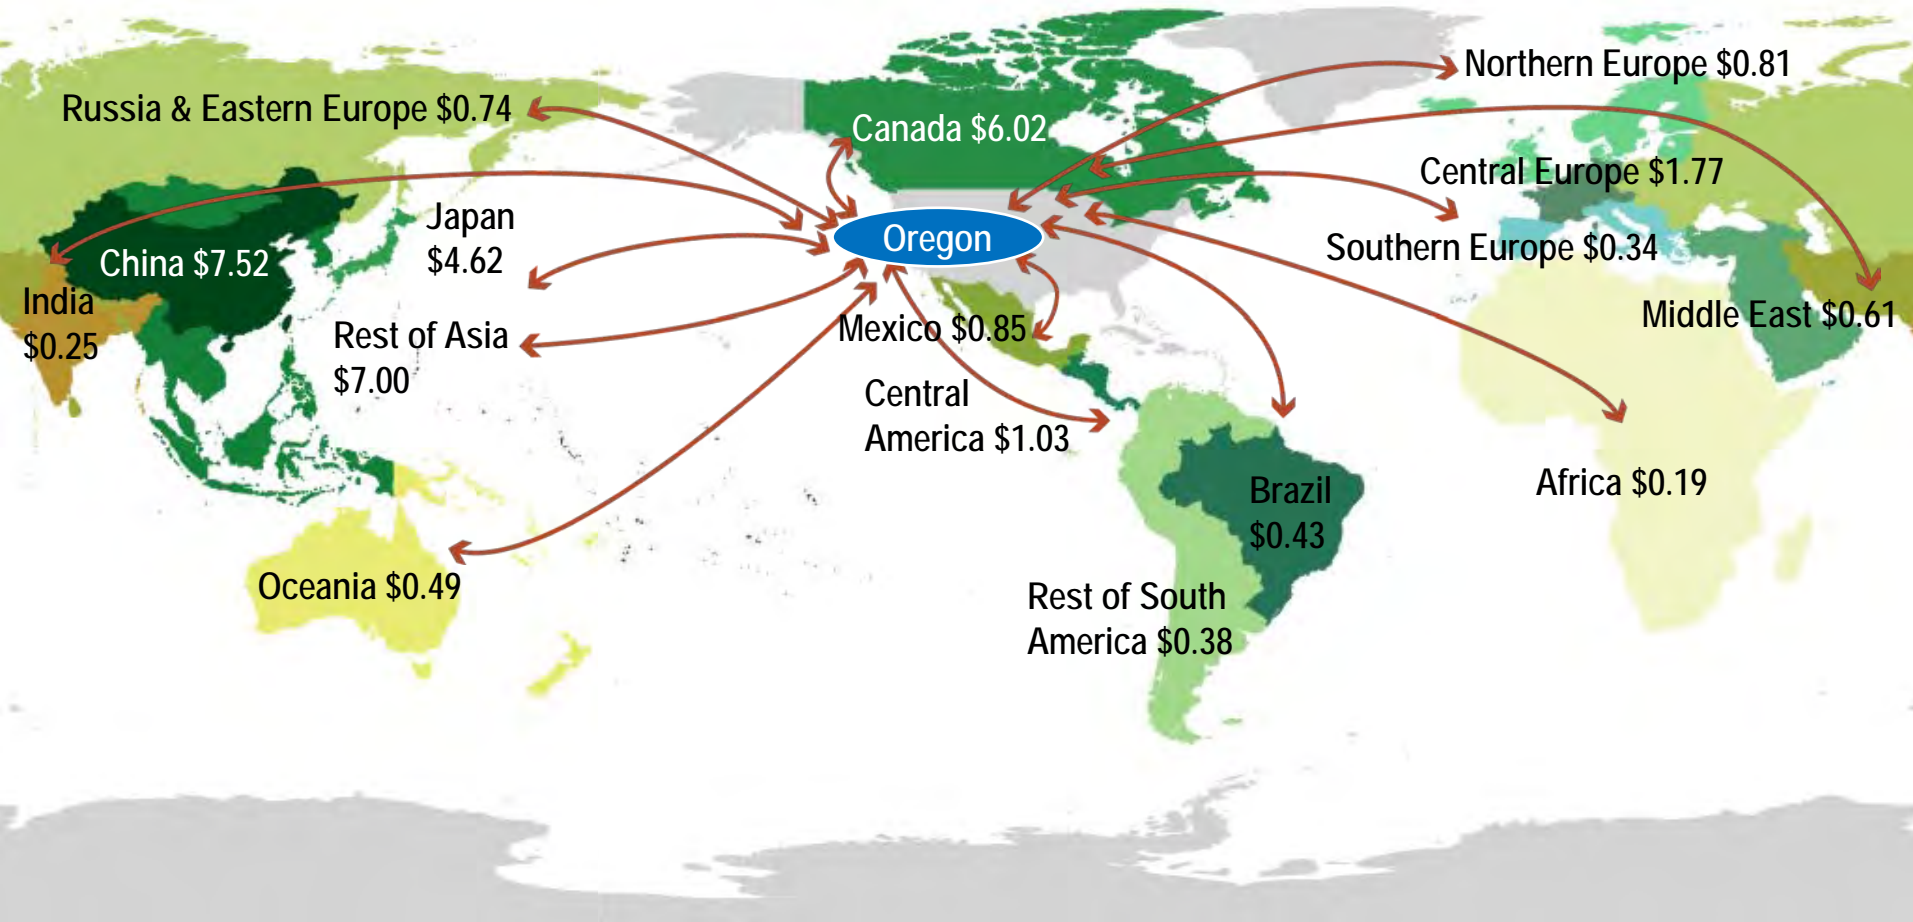 Northern Europe $0.81
Russia & Eastern Europe $0.74
Canada $6.02
Central Europe $1.77
Japan
$4.62
Oregon
Southern Europe $0.34
China $7.52
India
$0.25
Middle East $0.61
Rest of Asia
$7.00
Mexico $0.85
Central
America $1.03
Brazil
$0.43
Africa $0.19
Oceania $0.49
Rest of South
America $0.38